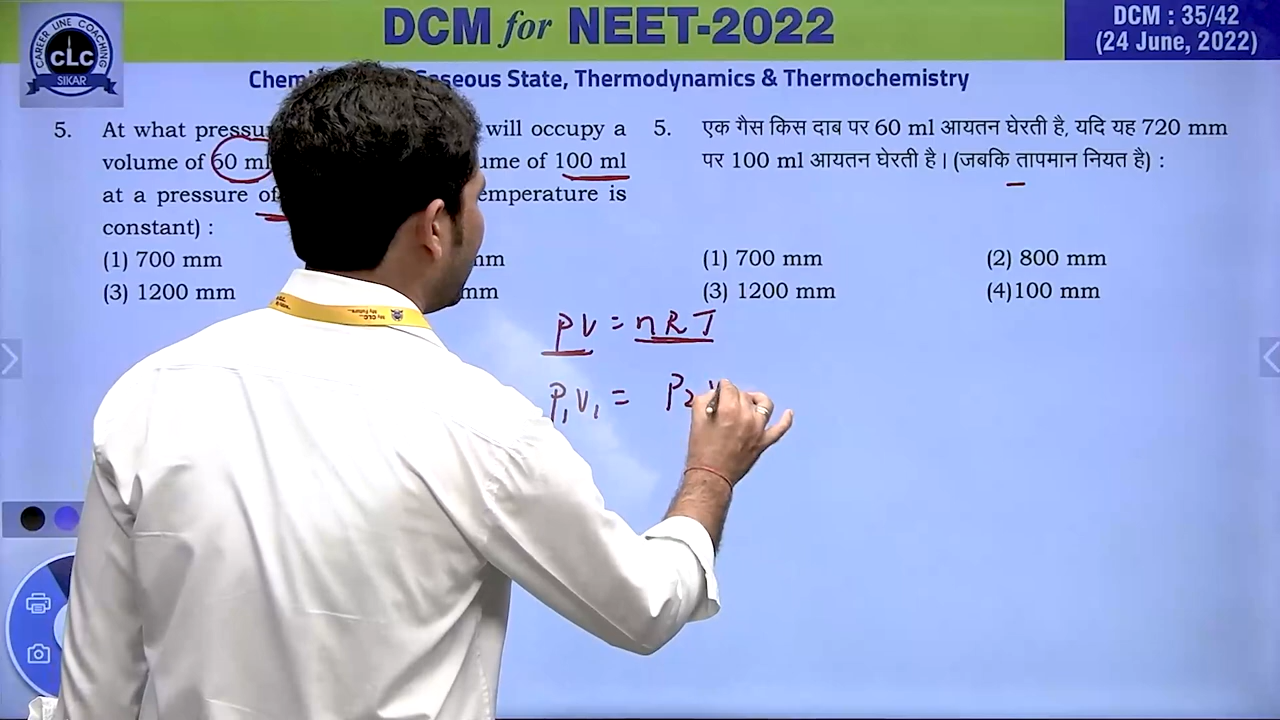 DCM for NEET-2022
DCM : 35/42
(24 June, 2022)
CAREER LINE COACHING
CLC
SIKAR
Gaseous State, Thermodynamics & Thermochemistry
5. At what will occupy a
volume of 60 ml of 100 ml
at a pressure of temperature is
constant) :
(1) 700 mm mm
(3) 1200 mm mm
5. एक गैस किस दाब पर 60 ml आयतन घेरती है, यदि यह 720 mm
पर 100 ml आयतन घेरती है। (जबकि तापमान नियत है) :
(1) 700 mm (2) 800 mm
(3) 1200 mm (4) 100 mm
PV = nRT
P₁V₁ = P₂